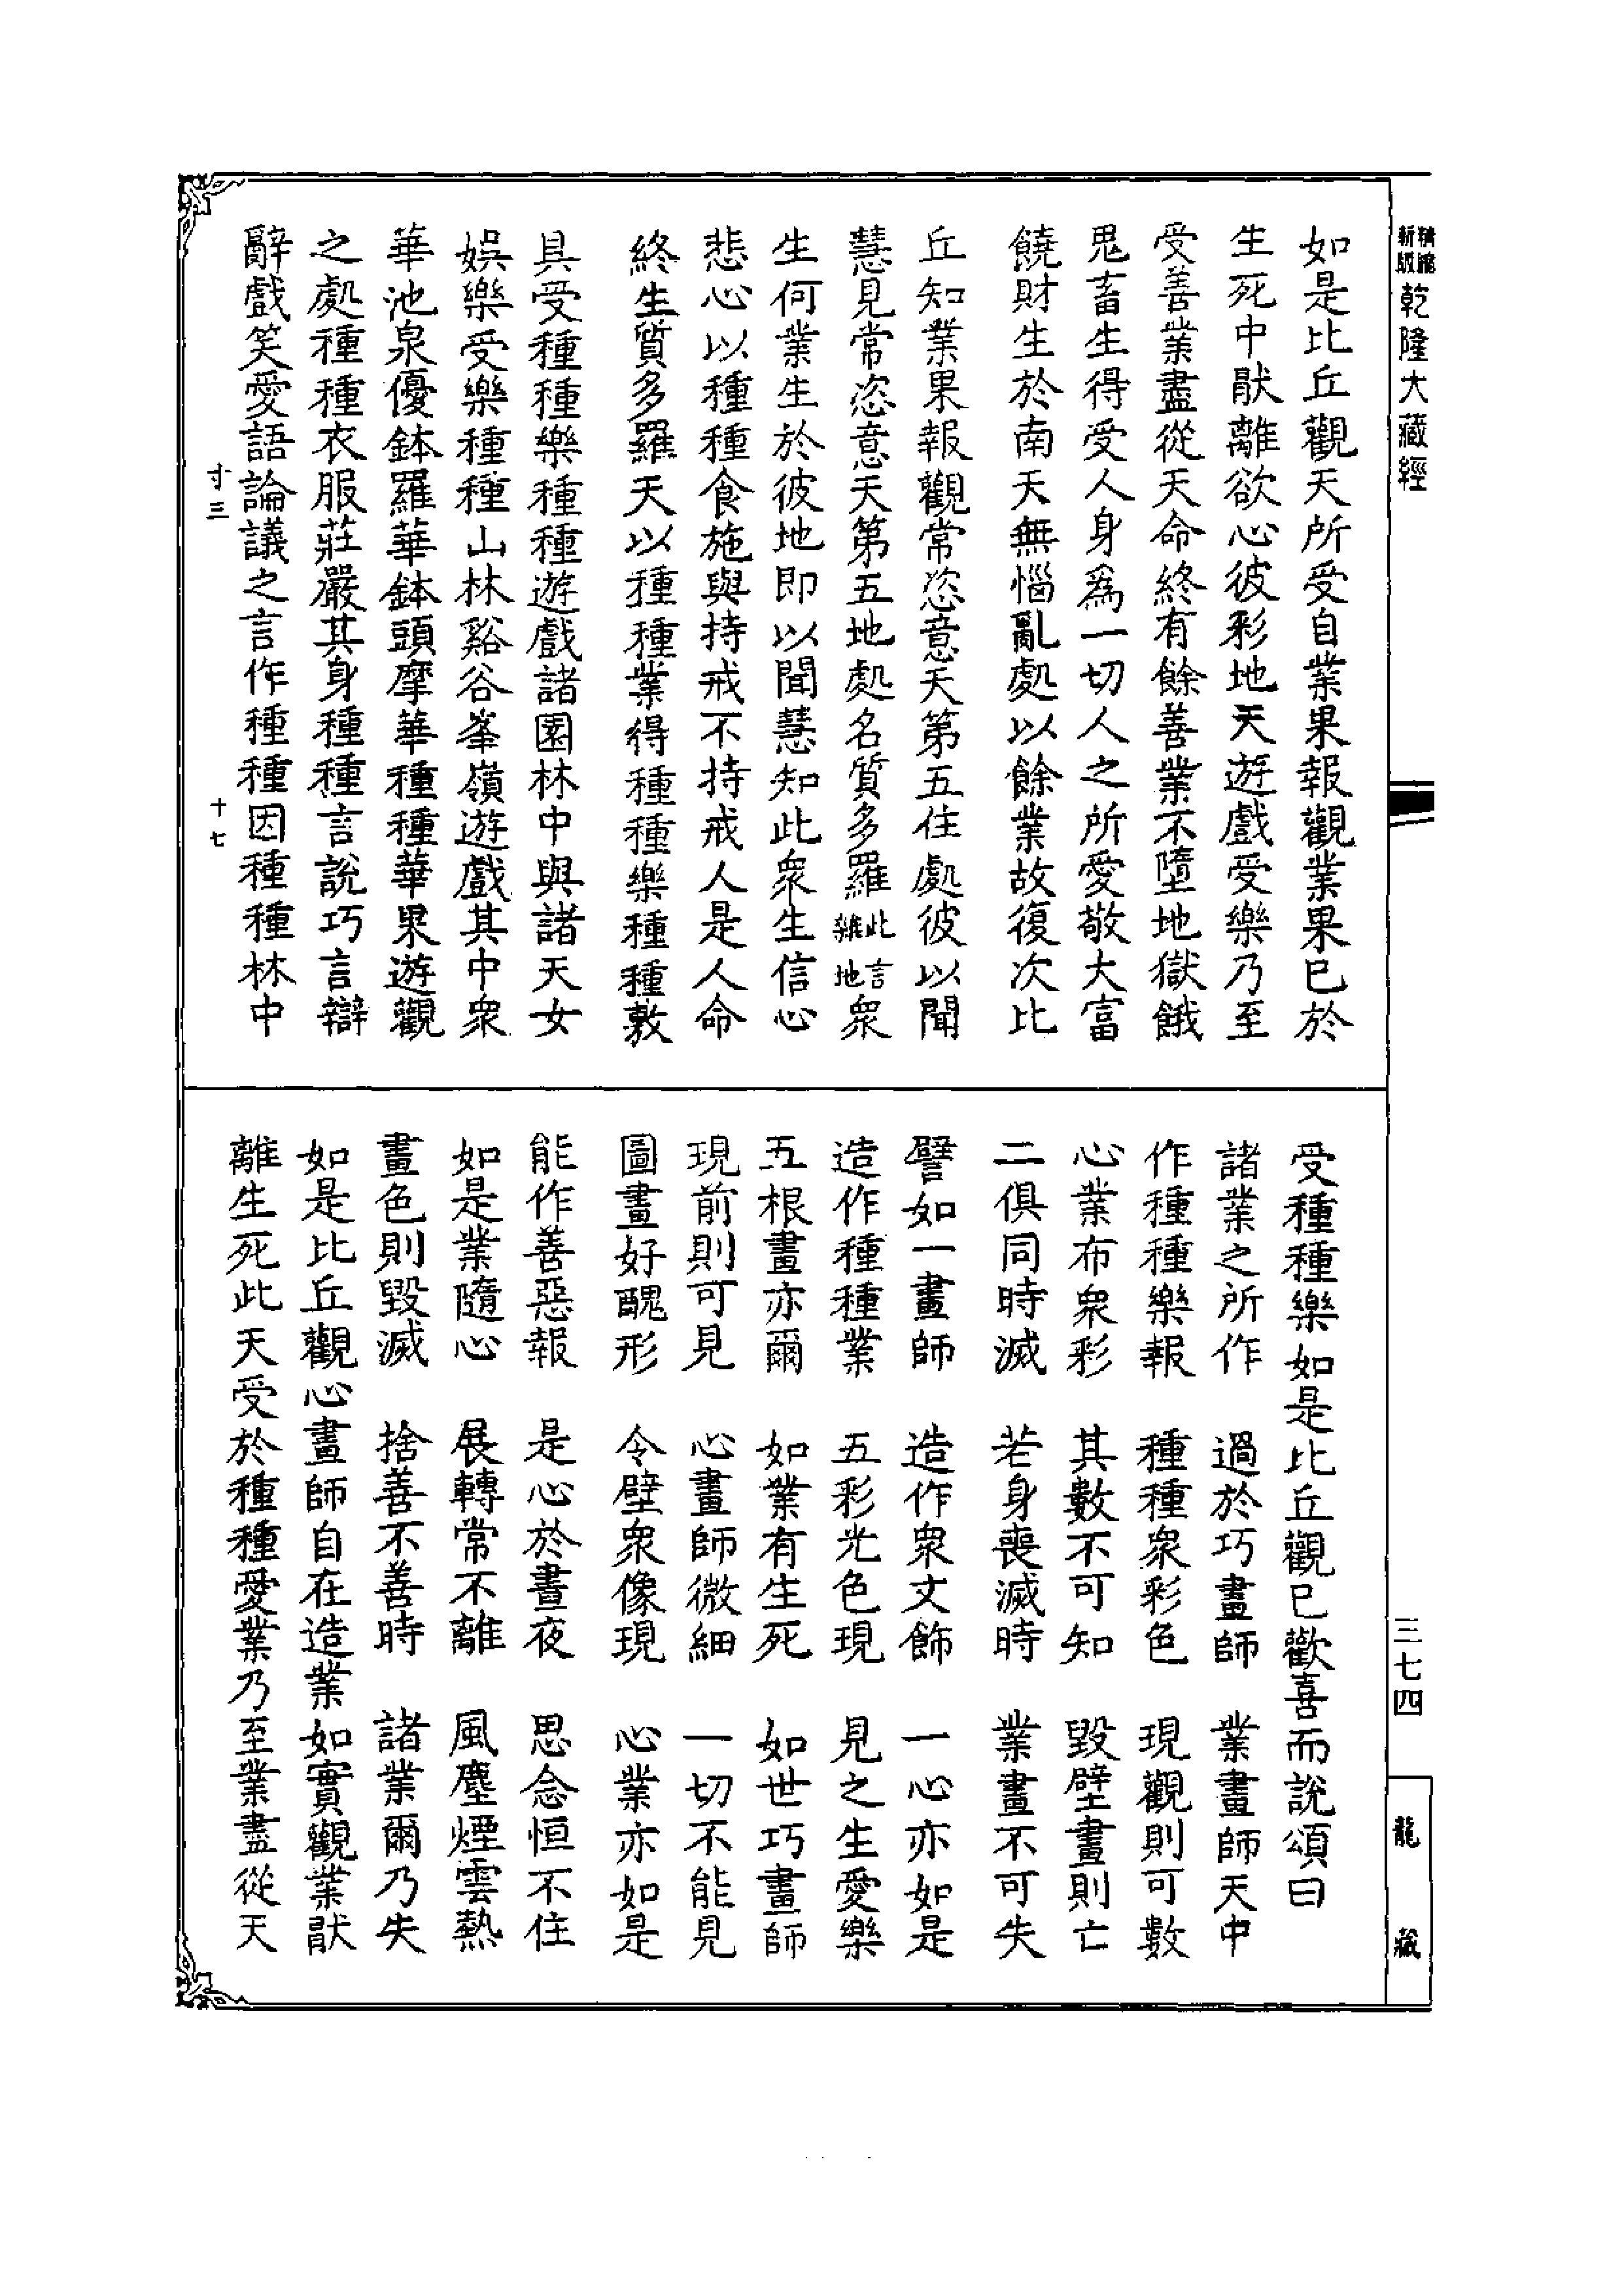 精縮
新版
乾隆大藏經
如是比丘觀天所受自業果報觀業果已於
生死中猒離欲心彼彩地天遊戲受樂乃至
受善業盡從天命終有餘善業不墮地獄餓
鬼畜生得受人身爲一切人之所愛敬大富
饒財生於南天無惱亂處以餘業故復次比
丘知業果報觀常恣意天第五住處彼以聞
慧見常恣意天第五地處名質多羅此言雜地衆
生何業生於彼地即以聞慧知此衆生信心
悲心以種種食施與持戒不持戒人是人命
終生質多羅天以種種業得種種樂種種敷
具受種種樂種種遊戲諸園林中與諸天女
娛樂受樂種種山林谿谷峯嶺遊戲其中衆
華池泉優鉢羅華鉢頭摩華種種華果遊觀
之處種種衣服莊嚴其身種種言說巧言辯
辭戲笑愛語論議之言作種種因種種林中
寸三
十七
受種種樂如是比丘觀已歡喜而說頌曰
諸業之所作 過於巧畫師 業畫師天中
作種種樂報 種種衆彩色 現觀則可數
心業布衆彩 其數不可知 毀壁畫則亡
二俱同時滅 若身喪滅時 業畫不可失
譬如一畫師 造作衆文飾 一心亦如是
造作種種業 五彩光色現 見之生愛樂
五根畫亦爾 如業有生死 如世巧畫師
現前則可見 心畫師微細 一切不能見
圖畫好醜形 令壁衆像現 心業亦如是
能作善惡報 是心於晝夜 思念恒不住
如是業隨心 展轉常不離 風塵煙雲熱
畫色則毀滅 捨善不善時 諸業爾乃失
如是比丘觀心畫師自在造業如實觀業猒
離生死此天受於種種愛業乃至業盡從天
三七四
龍藏